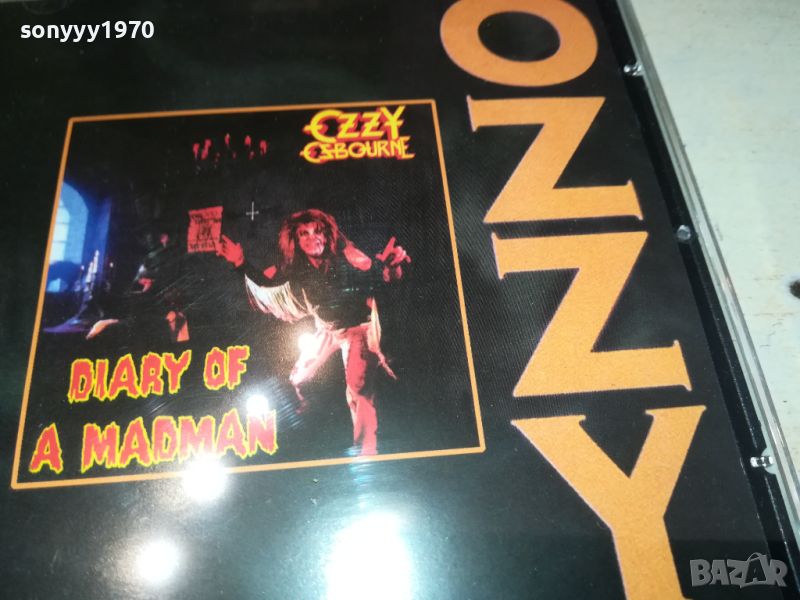 sonyyy1970
OZZY
OSBOURNE
DIARY OF
A MADMAN
OZZY
BAZAR